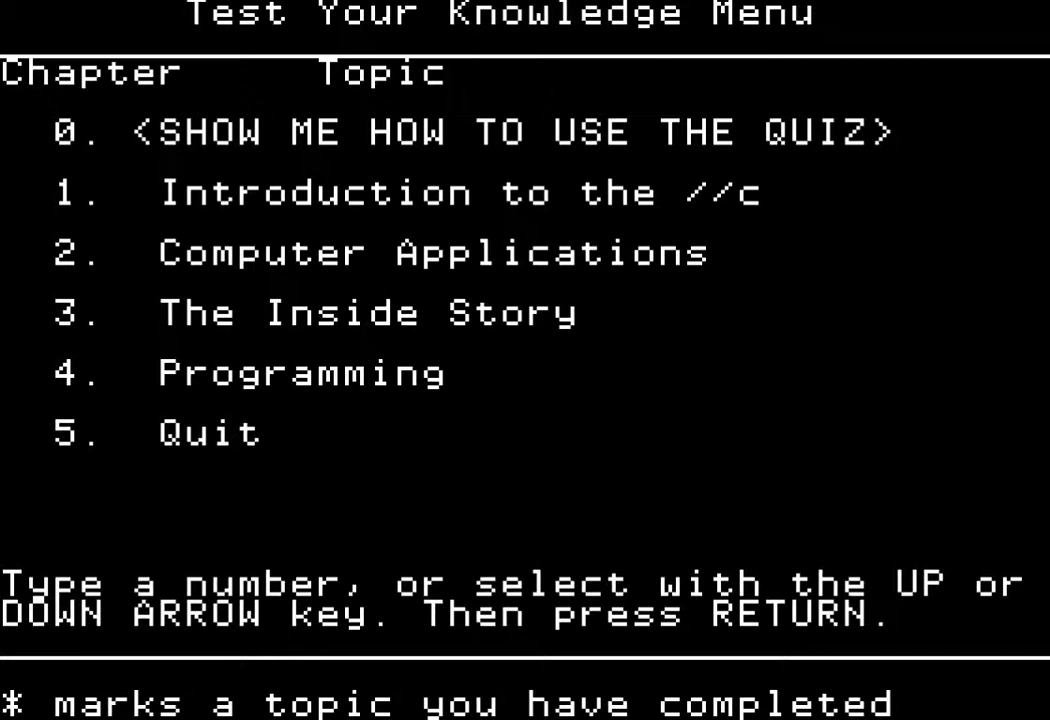 Test Your Knowledge Menu
Chapter Topic
0. <SHOW ME HOW TO USE THE QUIZ>
1. Introduction to the //c
2. Computer Applications
3. The Inside Story
4. Programming
5. Quit
Type a number, or select with the UP or
DOWN ARROW key. Then press RETURN.
* marks a topic you have completed